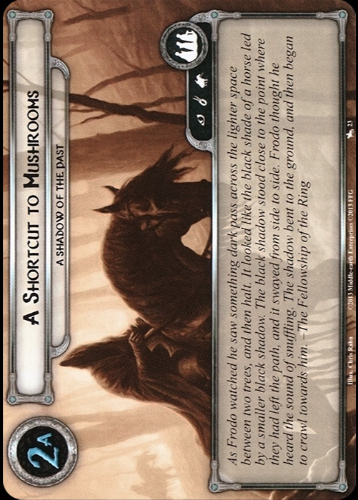 2A
A Shortcut to Mushrooms
A Shadow of the Past
As Frodo watched he saw something dark pass across the lighter space
between two trees, and then halt. It looked like the black shade of a horse led
by a smaller black shadow. The black shadow stood close to the point where
they had left the path, and it swayed from side to side. Frodo thought he
heard the sound of snuffling. The shadow bent to the ground, and then began
to crawl towards him. –The Fellowship of the Ring
Illus. Chris Rahn ©2013 Middle-earth Enterprises ©2013 FFG 23